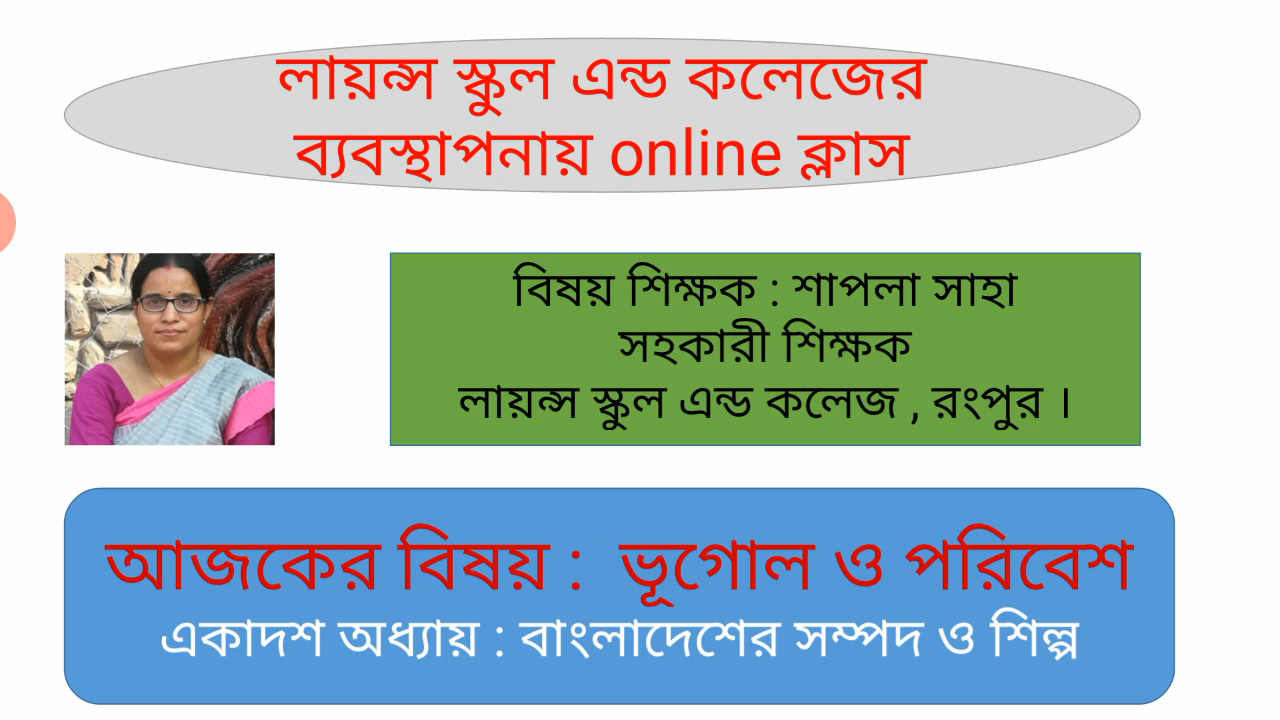 লায়ন্স স্কুল এন্ড কলেজের
ব্যবস্থাপনায় online ক্লাস
বিষয় শিক্ষক : শাপলা সাহা
সহকারী শিক্ষক
লায়ন্স স্কুল এন্ড কলেজ , রংপুর ।
আজকের বিষয় : ভূগোল ও পরিবেশ
একাদশ অধ্যায় : বাংলাদেশের সম্পদ ও শিল্প